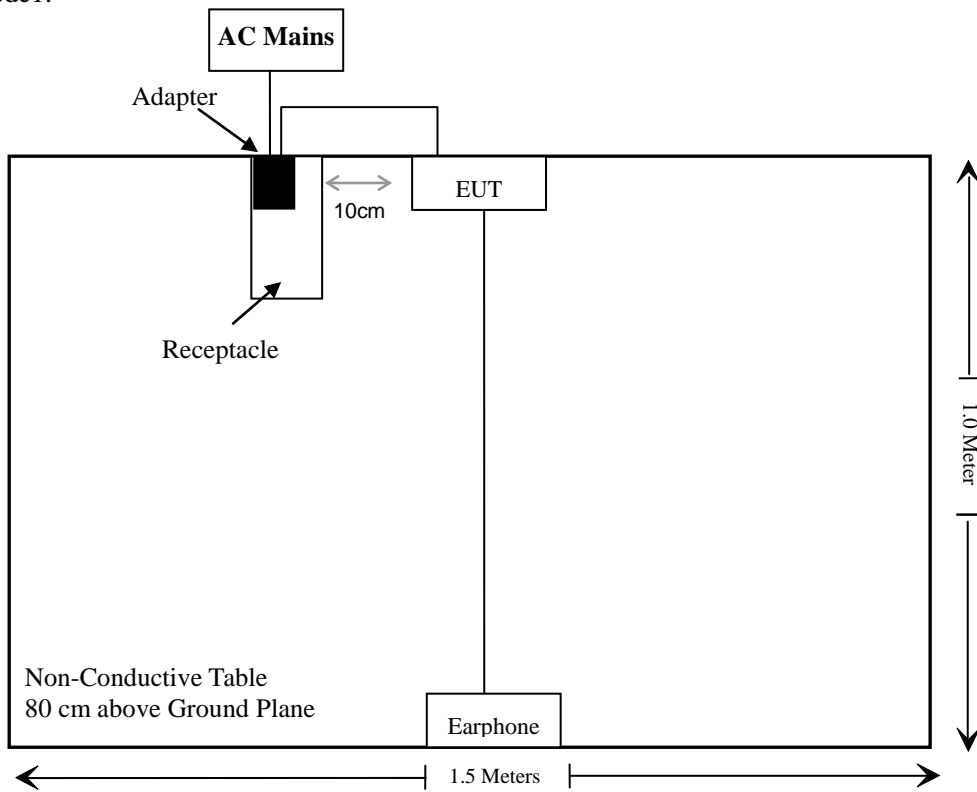 AC Mains
Adapter
EUT
10cm
Receptacle
1.0 Meter
Non-Conductive Table
80 cm above Ground Plane
Earphone
1.5 Meters